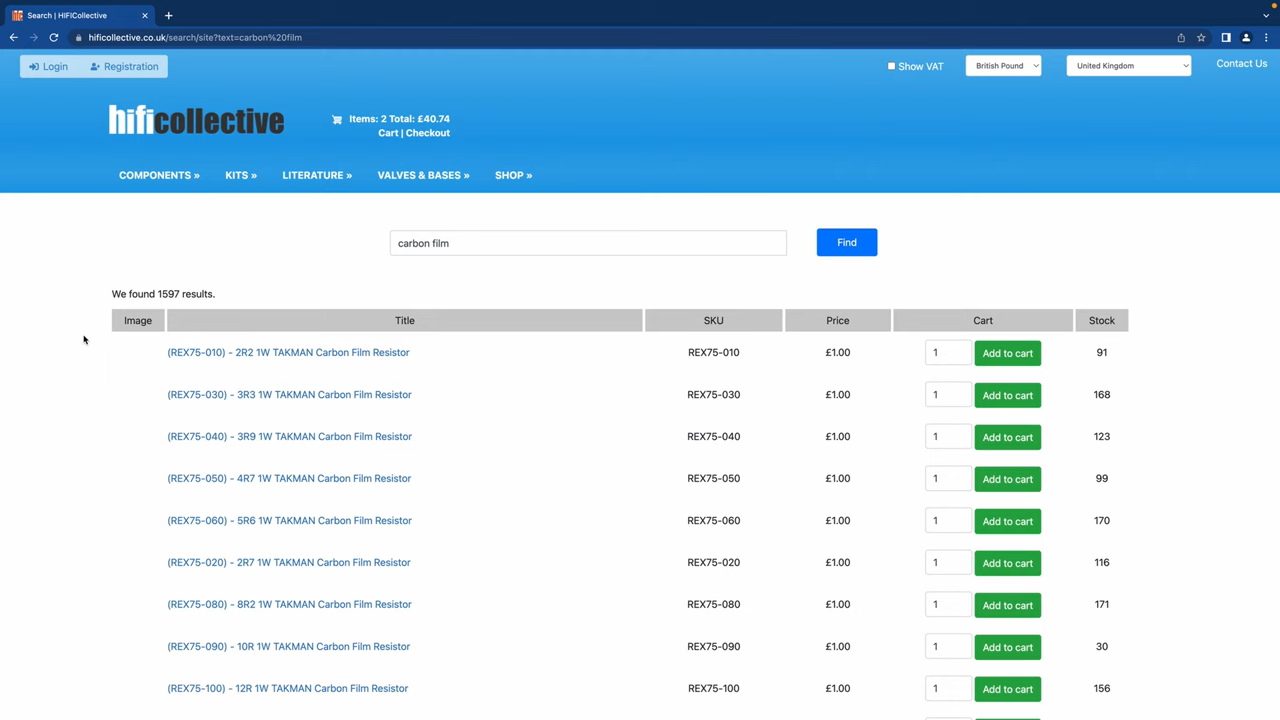 Search | HIFICollective
hificollective.co.uk/search/site?text=carbon%20film
Login Registration Show VAT British Pound United Kingdom Contact Us
hificollective
Items: 2 Total: £40.74
Cart | Checkout
COMPONENTS » KITS » LITERATURE » VALVES & BASES » SHOP »
carbon film Find
We found 1597 results.
Image Title SKU Price Cart Stock
(REX75-010) - 2R2 1W TAKMAN Carbon Film Resistor REX75-010 £1.00 1 Add to cart 91
(REX75-030) - 3R3 1W TAKMAN Carbon Film Resistor REX75-030 £1.00 1 Add to cart 168
(REX75-040) - 3R9 1W TAKMAN Carbon Film Resistor REX75-040 £1.00 1 Add to cart 123
(REX75-050) - 4R7 1W TAKMAN Carbon Film Resistor REX75-050 £1.00 1 Add to cart 99
(REX75-060) - 5R6 1W TAKMAN Carbon Film Resistor REX75-060 £1.00 1 Add to cart 170
(REX75-020) - 2R7 1W TAKMAN Carbon Film Resistor REX75-020 £1.00 1 Add to cart 116
(REX75-080) - 8R2 1W TAKMAN Carbon Film Resistor REX75-080 £1.00 1 Add to cart 171
(REX75-090) - 10R 1W TAKMAN Carbon Film Resistor REX75-090 £1.00 1 Add to cart 30
(REX75-100) - 12R 1W TAKMAN Carbon Film Resistor REX75-100 £1.00 1 Add to cart 156